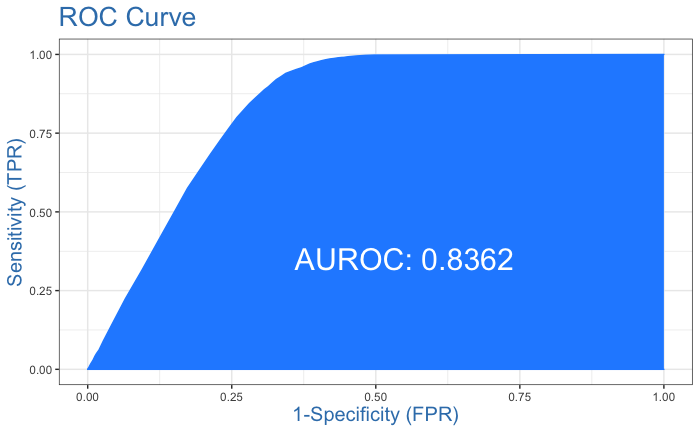 ROC Curve
1.00
0.75
0.50
0.25
0.00
Sensitivity (TPR)
AUROC: 0.8362
0.00 0.25 0.50 0.75 1.00
1-Specificity (FPR)